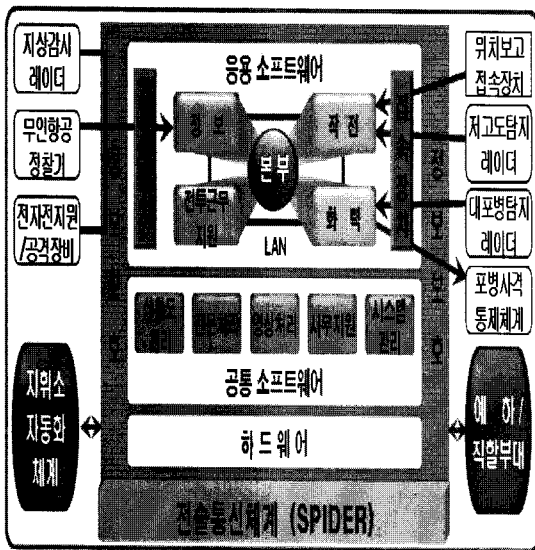 지상감시
레이더
무인항공
정찰기
전자전지원
/공격장비
응용 소프트웨어
정보
작전
본부
전투근무
지원
화력
LAN
위치보고
접속장치
저고도탐지
레이더
대포병탐지
레이더
포병사격
통제체계
영상처리
사무지원
시스템
관리
공통 소프트웨어
하드웨어
지휘소
자동화
체계
예 하/
직할부대
전술통신체계 (SPIDER)